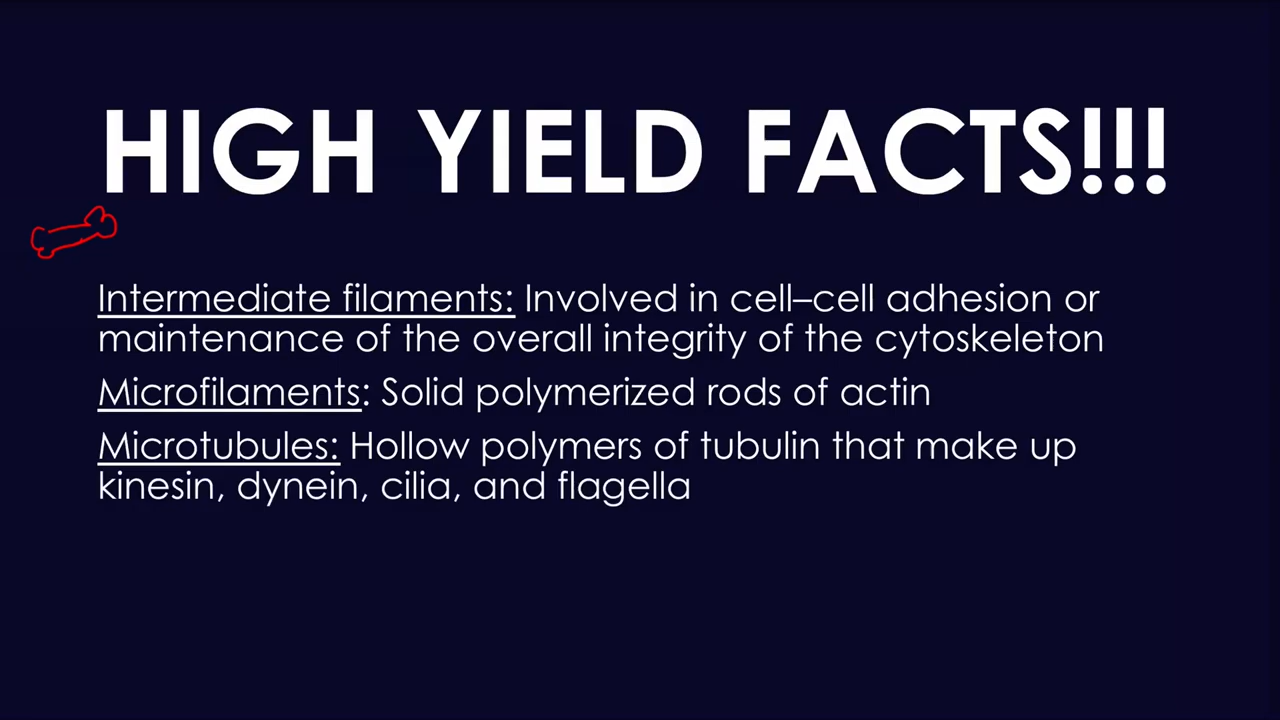 HIGH YIELD FACTS!!!
Intermediate filaments: Involved in cell–cell adhesion or
maintenance of the overall integrity of the cytoskeleton
Microfilaments: Solid polymerized rods of actin
Microtubules: Hollow polymers of tubulin that make up
kinesin, dynein, cilia, and flagella